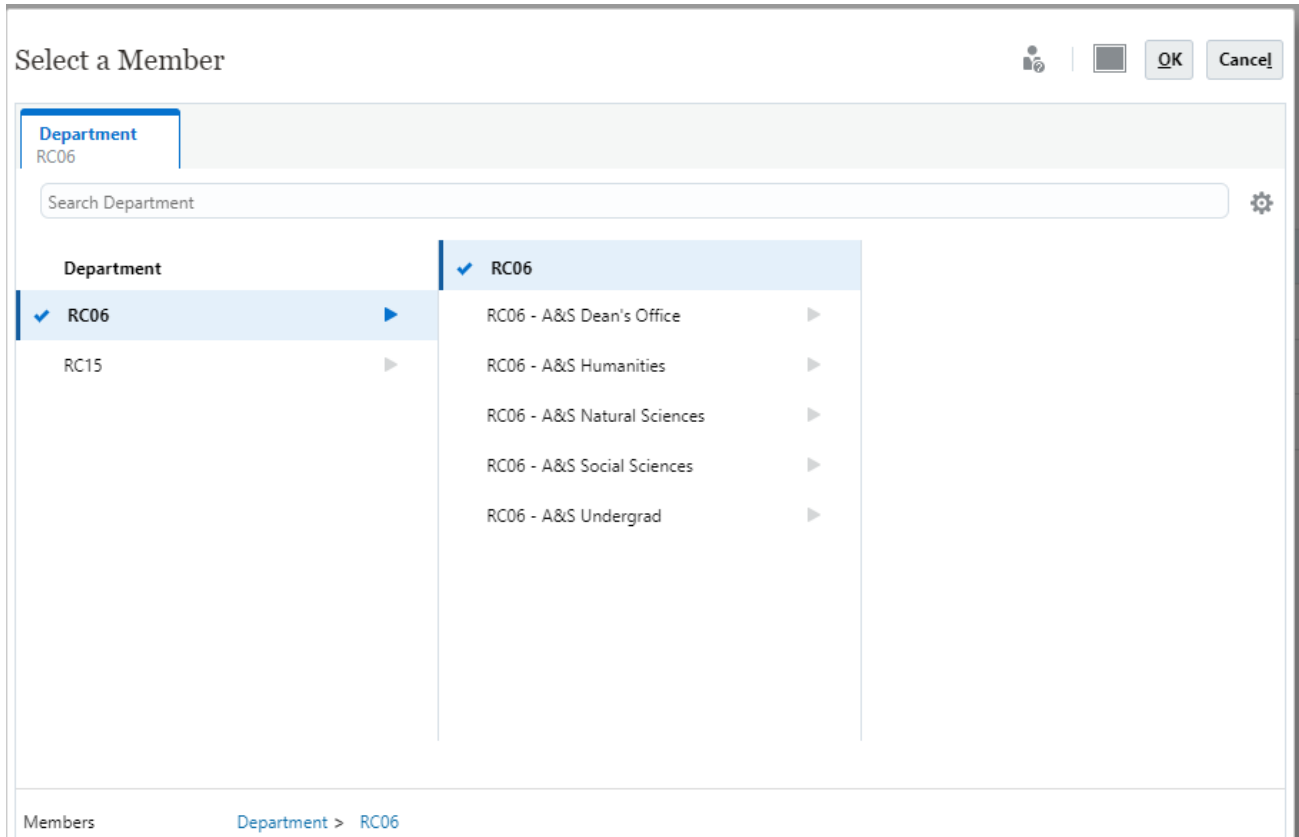 Select a Member
OK Cancel
Department
RC06
Search Department
Department
RC06
RC15
RC06
RC06 - A&S Dean's Office
RC06 - A&S Humanities
RC06 - A&S Natural Sciences
RC06 - A&S Social Sciences
RC06 - A&S Undergrad
Members Department > RC06